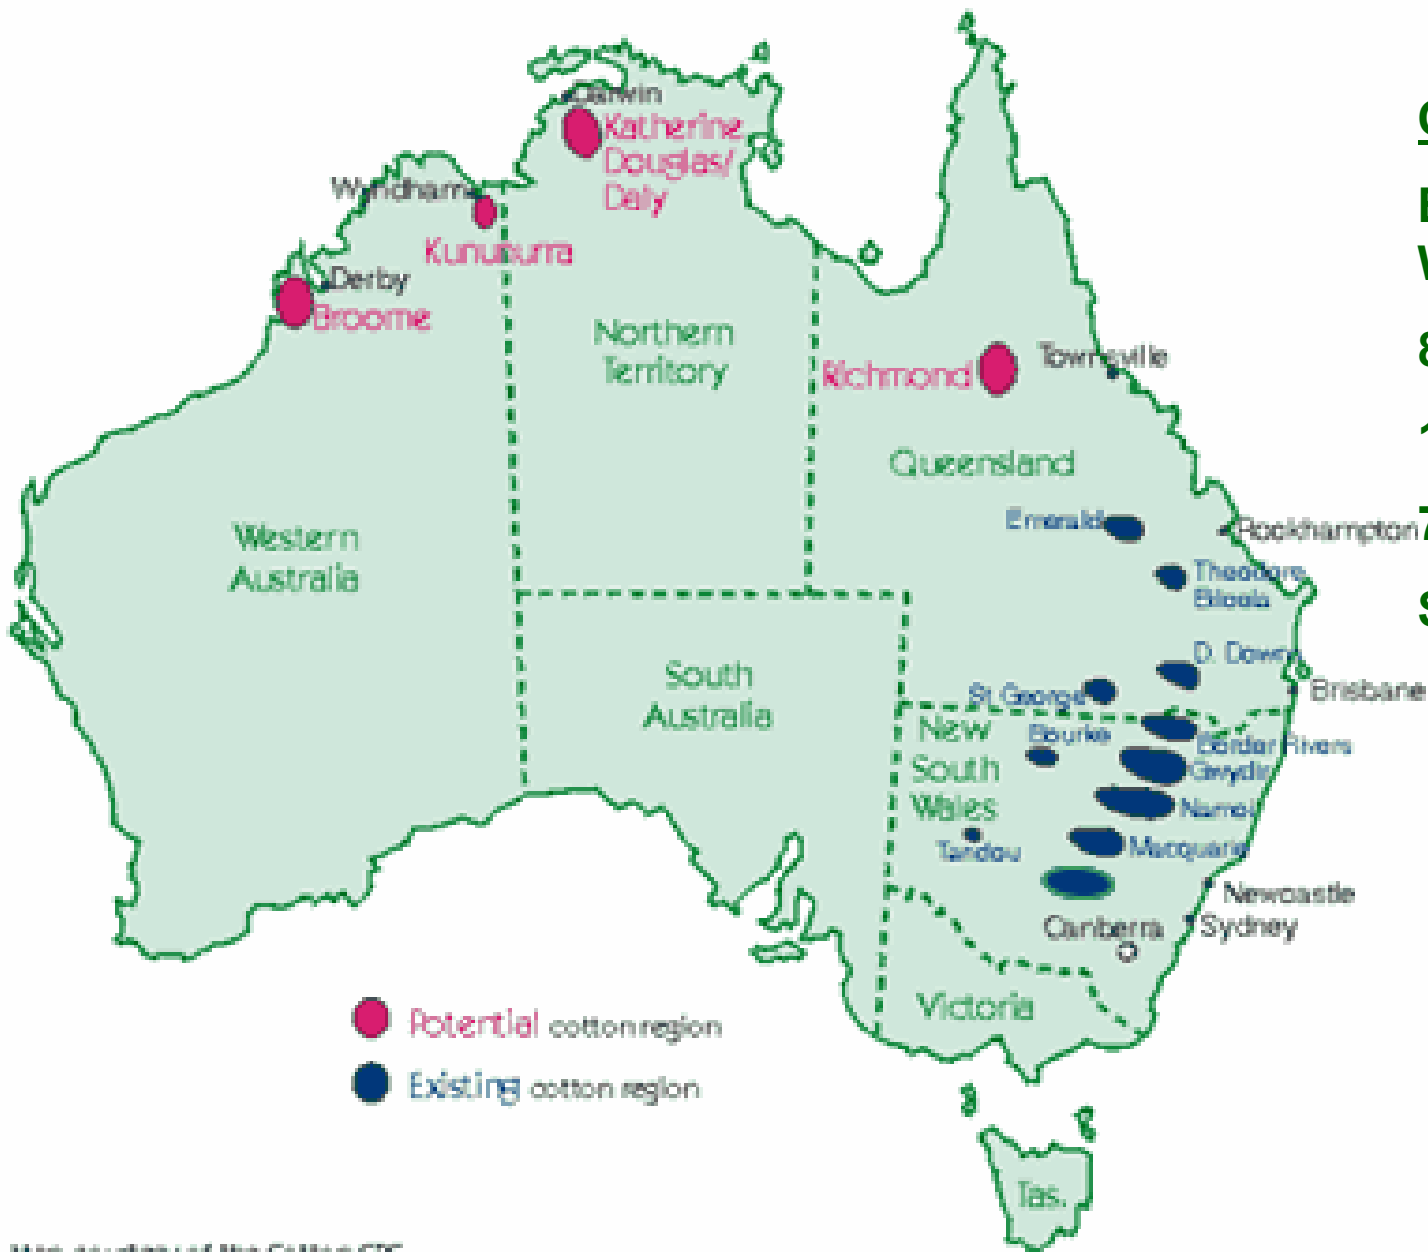 Darwin
Katherine
Douglas/
Daly
Wyndham
Kununurra
Derby
Broome
Northern
Territory
Richmond
Townsville
Queensland
Emerald
Rockhampton
Western
Australia
Theodore
Biloela
D. Downs
South
Australia
St George
Brisbane
New
South
Wales
Bourke
Border Rivers
Gwydir
Namoi
Tandou
Macquarie
Newcastle
Canberra
Sydney
Victoria
Potential cotton region
Existing cotton region
Tas.